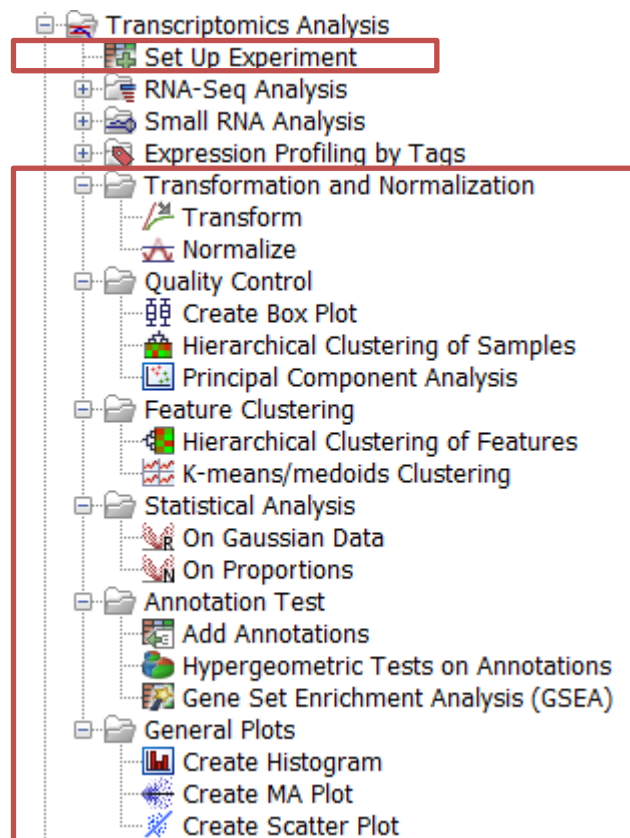 Transcriptomics Analysis
Set Up Experiment
RNA-Seq Analysis
Small RNA Analysis
Expression Profiling by Tags
Transformation and Normalization
Transform
Normalize
Quality Control
Create Box Plot
Hierarchical Clustering of Samples
Principal Component Analysis
Feature Clustering
Hierarchical Clustering of Features
K-means/medoids Clustering
Statistical Analysis
On Gaussian Data
On Proportions
Annotation Test
Add Annotations
Hypergeometric Tests on Annotations
Gene Set Enrichment Analysis (GSEA)
General Plots
Create Histogram
Create MA Plot
Create Scatter Plot